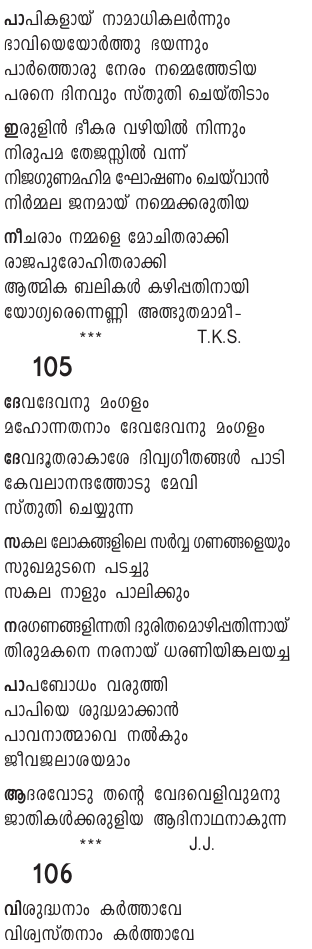 പാപികളായ് നാമാധികലർന്നും
ഭാവിയെയോർത്തു ഭയന്നും
പാർത്തൊരു നേരം നമ്മെത്തേടിയ
പരനെ ദിനവും സ്തുതി ചെയ്തിടാം
ഇരുളിൻ ഭീകര വഴിയിൽ നിന്നും
നിരുപമ തേജസ്സിൽ വന്ന്
നിജഗുണമഹിമ ഘോഷണം ചെയ്‌വാൻ
നിർമ്മല ജനമായ് നമ്മെക്കരുതിയ
നീചരാം നമ്മളെ മോചിതരാക്കി
രാജപുരോഹിതരാക്കി
ആത്മിക ബലികൾ കഴിപ്പതിനായി
യോഗ്യരെന്നെണ്ണി അത്ഭുതമാമീ-
*** T.K.S.
105
ദേവദേവനു മംഗളം
മഹോന്നതനാം ദേവദേവനു മംഗളം
ദേവദൂതരാകാശേ ദിവ്യഗീതങ്ങൾ പാടി
കേവലാനന്ദത്തോടു മേവി
സ്തുതി ചെയ്യുന്ന
സകല ലോകങ്ങളിലെ സർവ്വ ഗണങ്ങളെയും
സുഖമുടനെ പടച്ചു
സകല നാളും പാലിക്കും
നരഗണങ്ങളിന്നതി ദുരിതമൊഴിപ്പതിന്നായ്
തിരുമകനെ നരനായ് ധരണിയിങ്കലയച്ച
പാപബോധം വരുത്തി
പാപിയെ ശുദ്ധമാക്കാൻ
പാവനാത്മാവെ നൽകും
ജീവജലാശയമാം
ആദരവോടു തന്റെ വേദവെളിവുമനു
ജാതികൾക്കരുളിയ ആദിനാഥനാകുന്ന
*** J.J.
106
വിശുദ്ധനാം കർത്താവേ
വിശ്വസ്തനാം കർത്താവേ